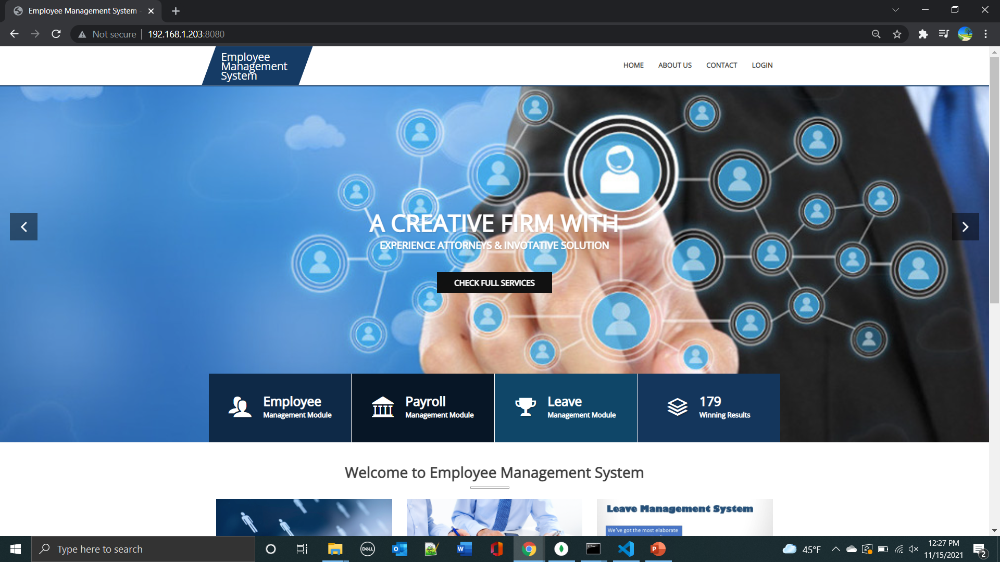 Employee Management System -
Not secure
192.168.1.203:8080
Employee
Management
System
HOME
ABOUT US
CONTACT
LOGIN
A CREATIVE FIRM WITH
EXPERIENCE ATTORNEYS & INVOTATIVE SOLUTION
CHECK FULL SERVICES
Employee
Management Module
Payroll
Management Module
Leave
Management Module
179
Winning Results
Welcome to Employee Management System
Leave Management System
We've got the most elaborate
Type here to search
DELL
45°F
12:27 PM
11/15/2021
2